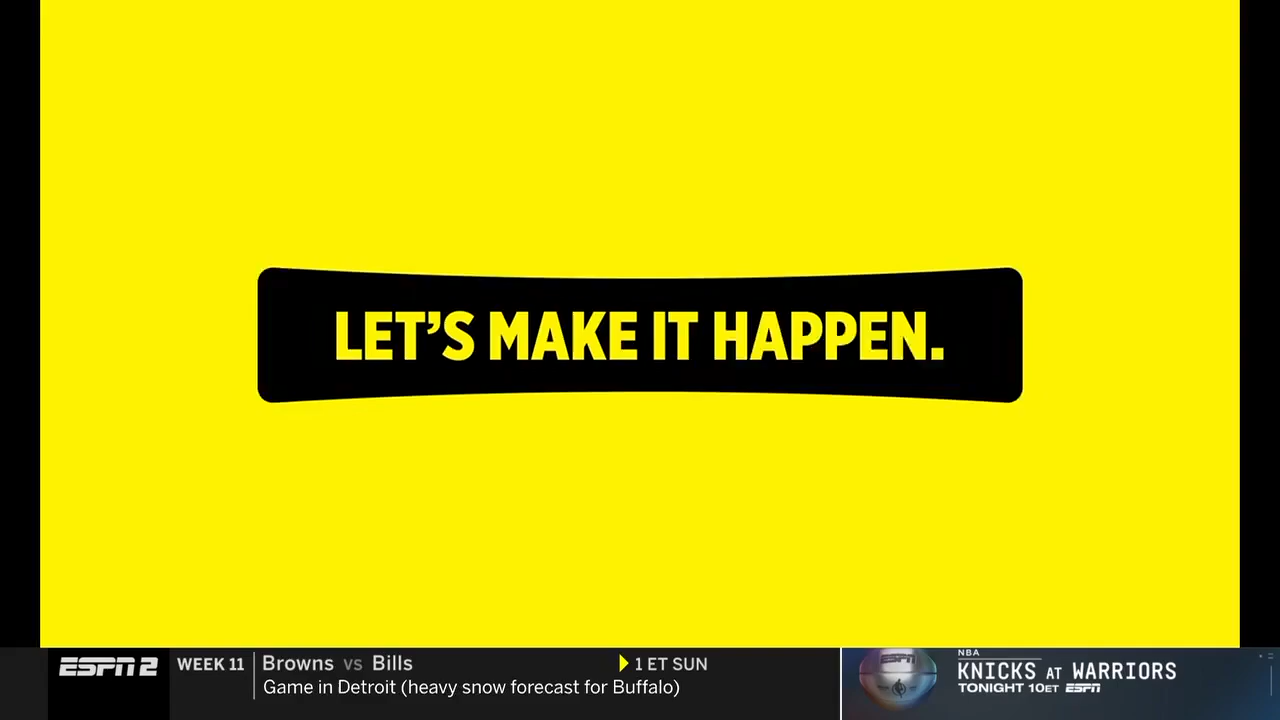 LET'S MAKE IT HAPPEN.
ESPN 2
WEEK 11
Browns vs Bills
1 ET SUN
Game in Detroit (heavy snow forecast for Buffalo)
ESPN
NBA
KNICKS AT WARRIORS
TONIGHT 10ET ESPN